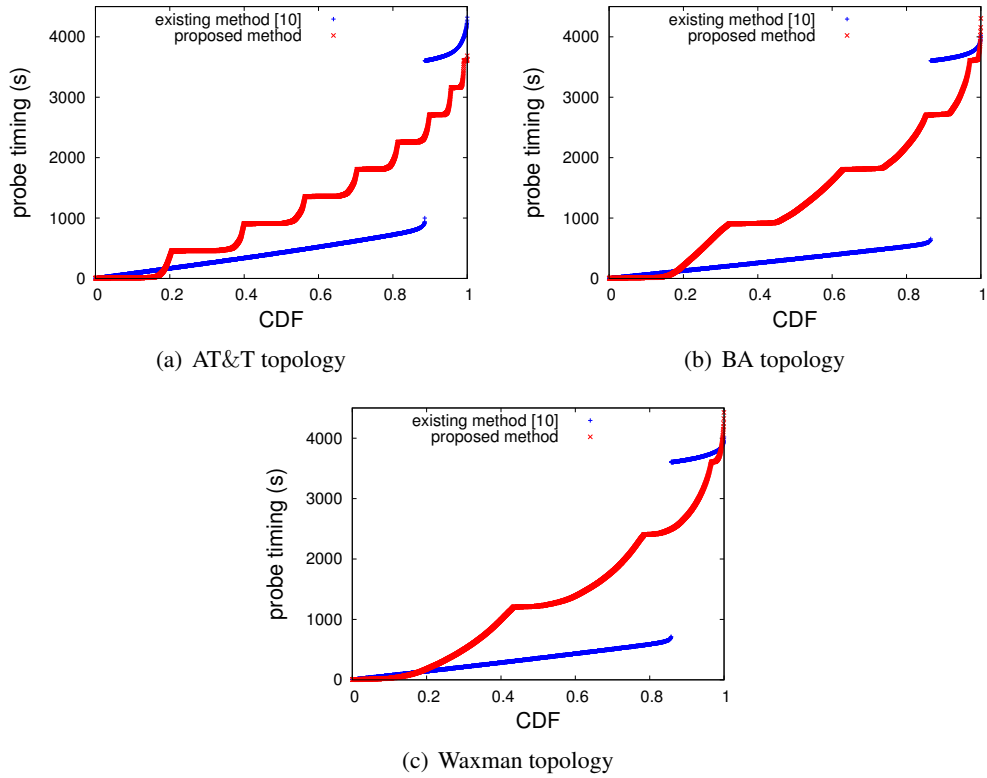 existing method [10]
proposed method
4000
3000
2000
1000
0
probe timing (s)
0 0.2 0.4 0.6 0.8 1
CDF
(a) AT&T topology
existing method [10]
proposed method
4000
3000
2000
1000
0
probe timing (s)
0 0.2 0.4 0.6 0.8 1
CDF
(b) BA topology
existing method [10]
proposed method
4000
3000
2000
1000
0
probe timing (s)
0 0.2 0.4 0.6 0.8 1
CDF
(c) Waxman topology